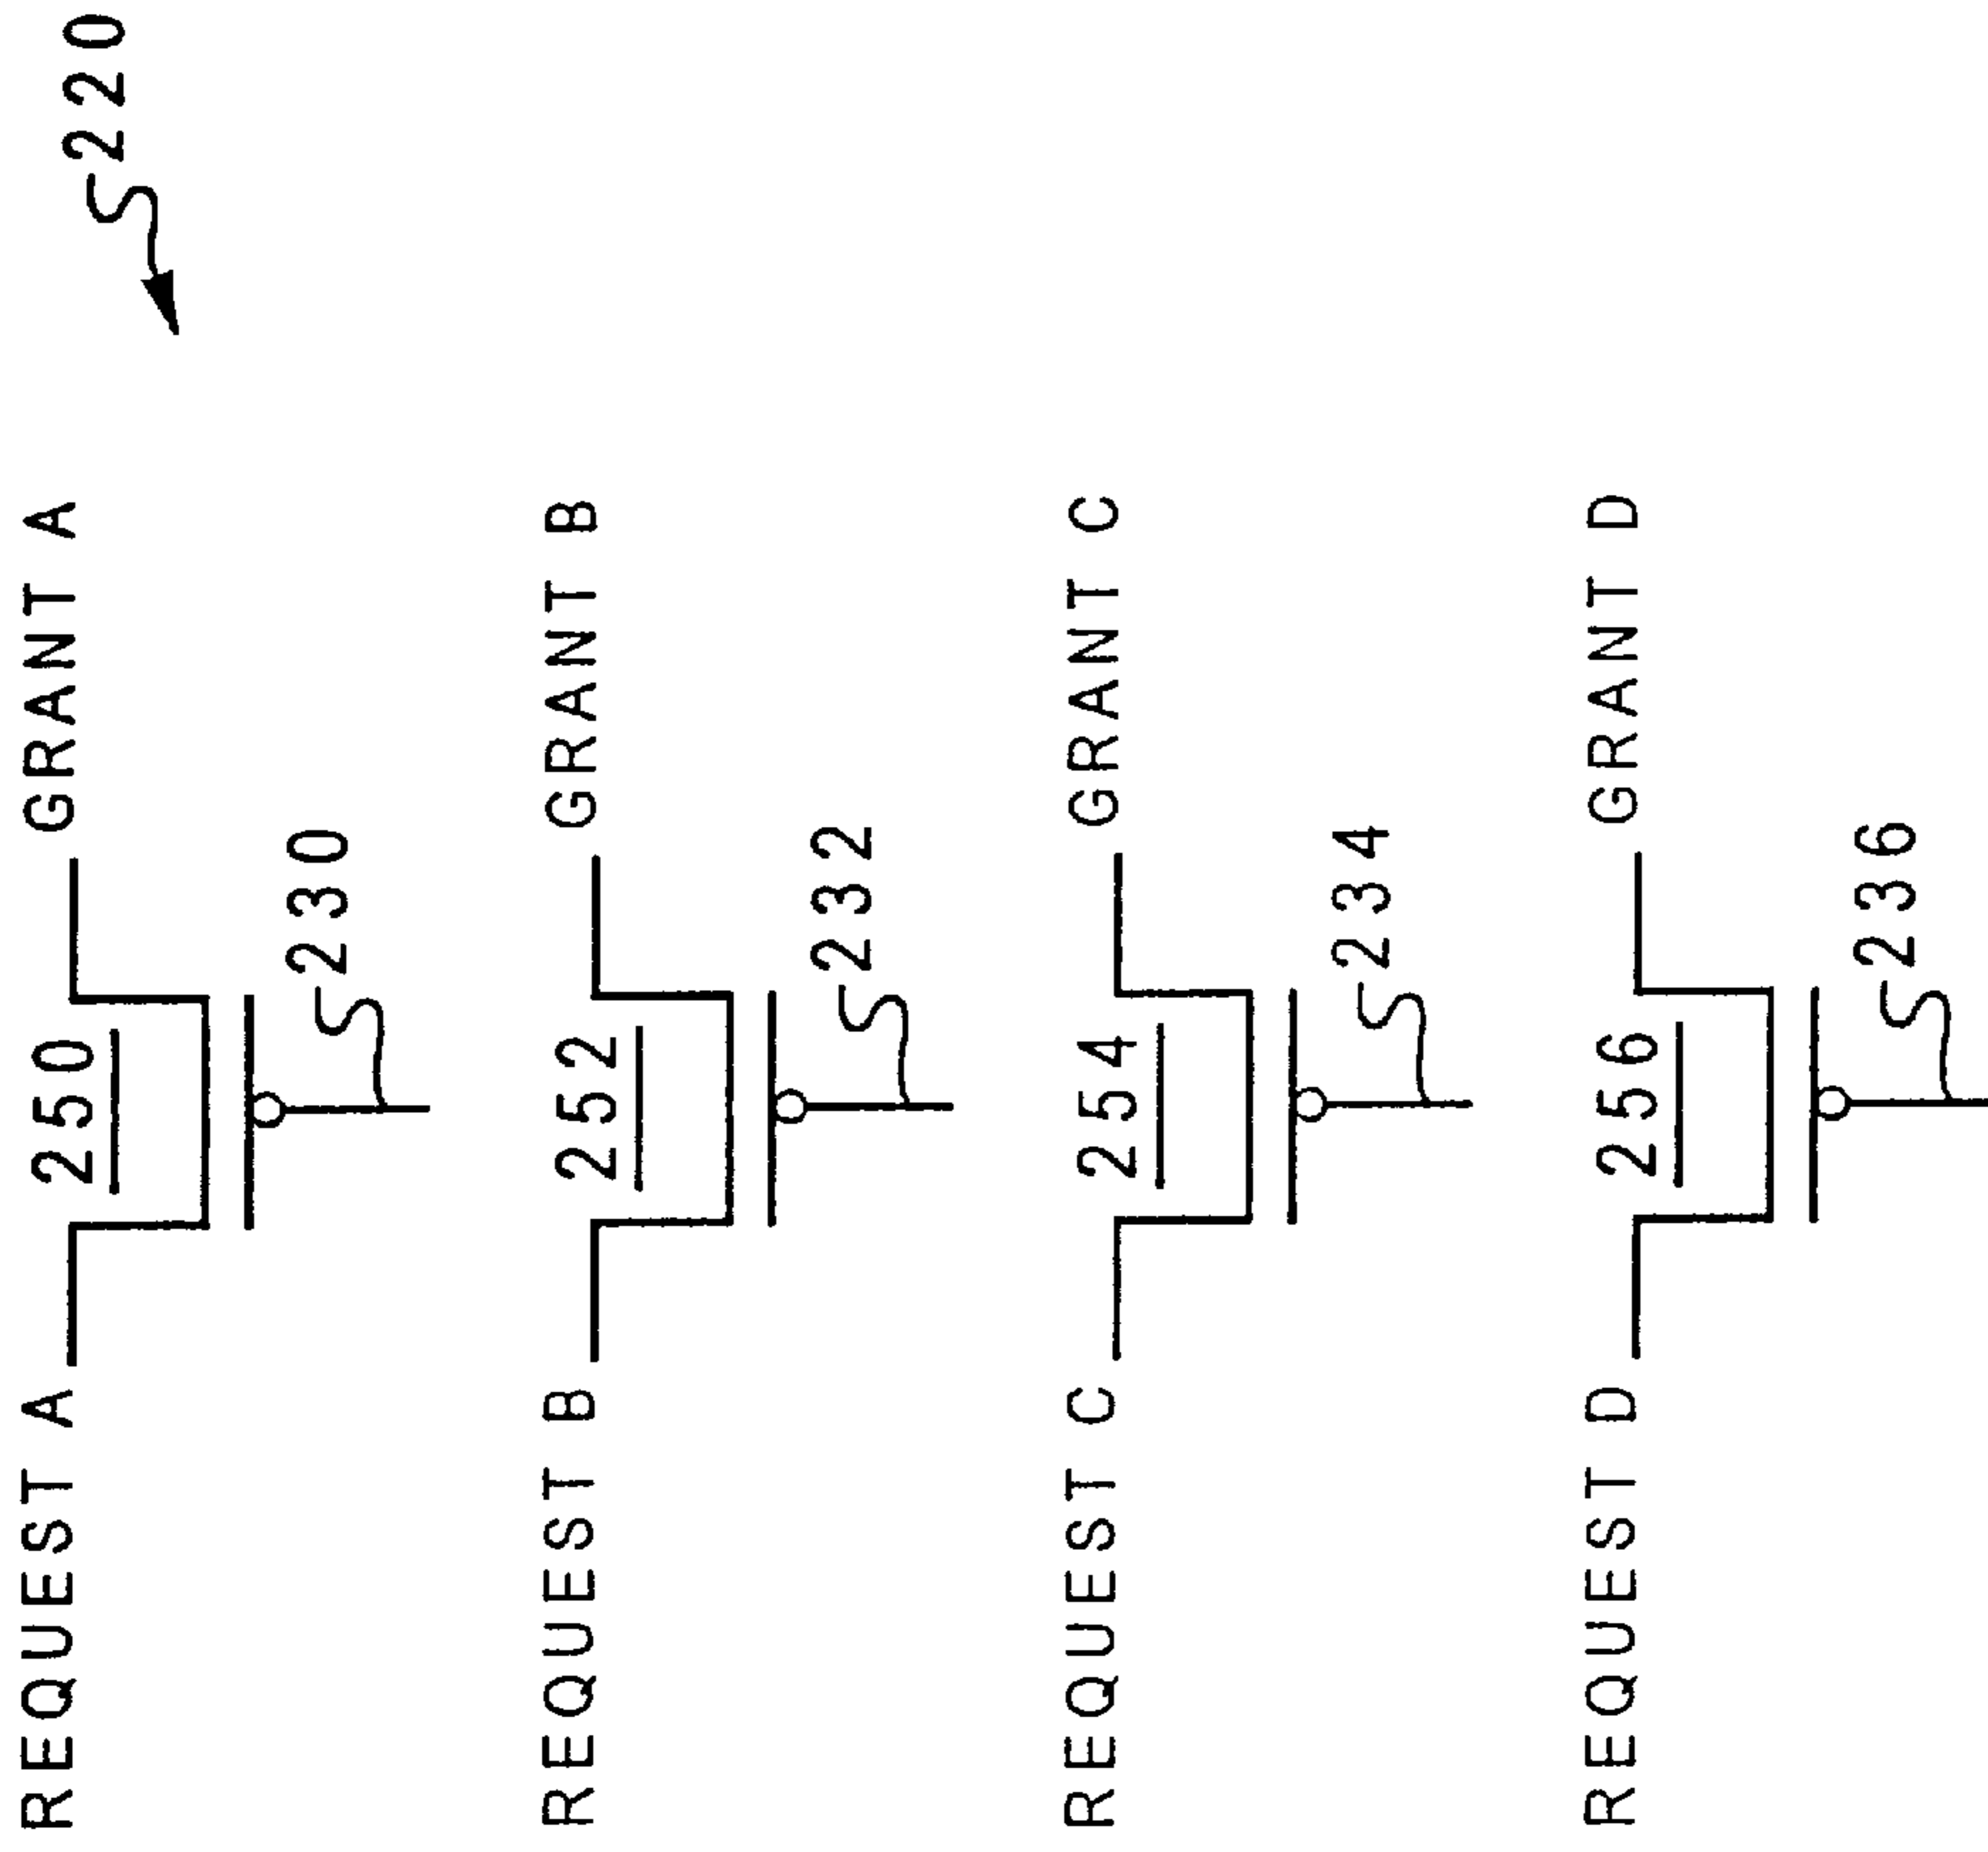 220
REQUEST A
250
GRANT A
230
REQUEST B
252
GRANT B
232
REQUEST C
254
GRANT C
234
REQUEST D
256
GRANT D
236